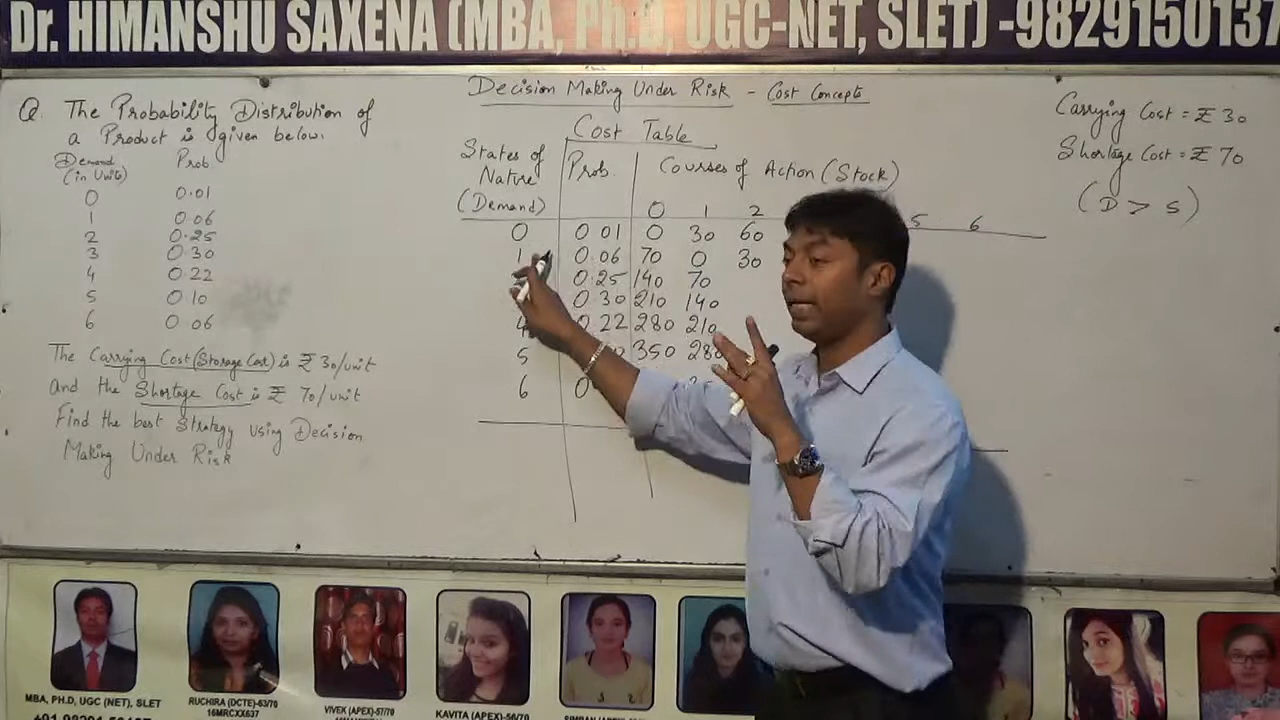 Dr. HIMANSHU SAXENA (MBA, Ph.D, UGC-NET, SLET) -9829150137
Decision Making Under Risk - Cost Concepts
Q. The Probability Distribution of
a Product is given below.
Demand Prob
(in Units)
0 0.01
1 0.06
2 0.25
3 0.30
4 0.22
5 0.10
6 0.06
The Carrying Cost (Storage Cost) is ₹ 30/unit
and the Shortage Cost is ₹ 70/unit
Find the best Strategy using Decision
Making Under Risk
Cost Table
States of Nature (Demand) Prob. Courses of Action (Stock)
0 1 2 5 6
0 0.01 0 30 60
1 0.06 70 0 30
0.25 140 70
0.30 210 140
4 0.22 280 210
5 350 280
6 0
Carrying Cost = ₹ 30
Shortage Cost = ₹ 70
(D > S)
MBA, PH.D, UGC (NET), SLET
RUCHIRA (DCTE)-63/70
16MRCXX637
VIVEK (APEX)-57/70
KAVITA (APEX)-56/70